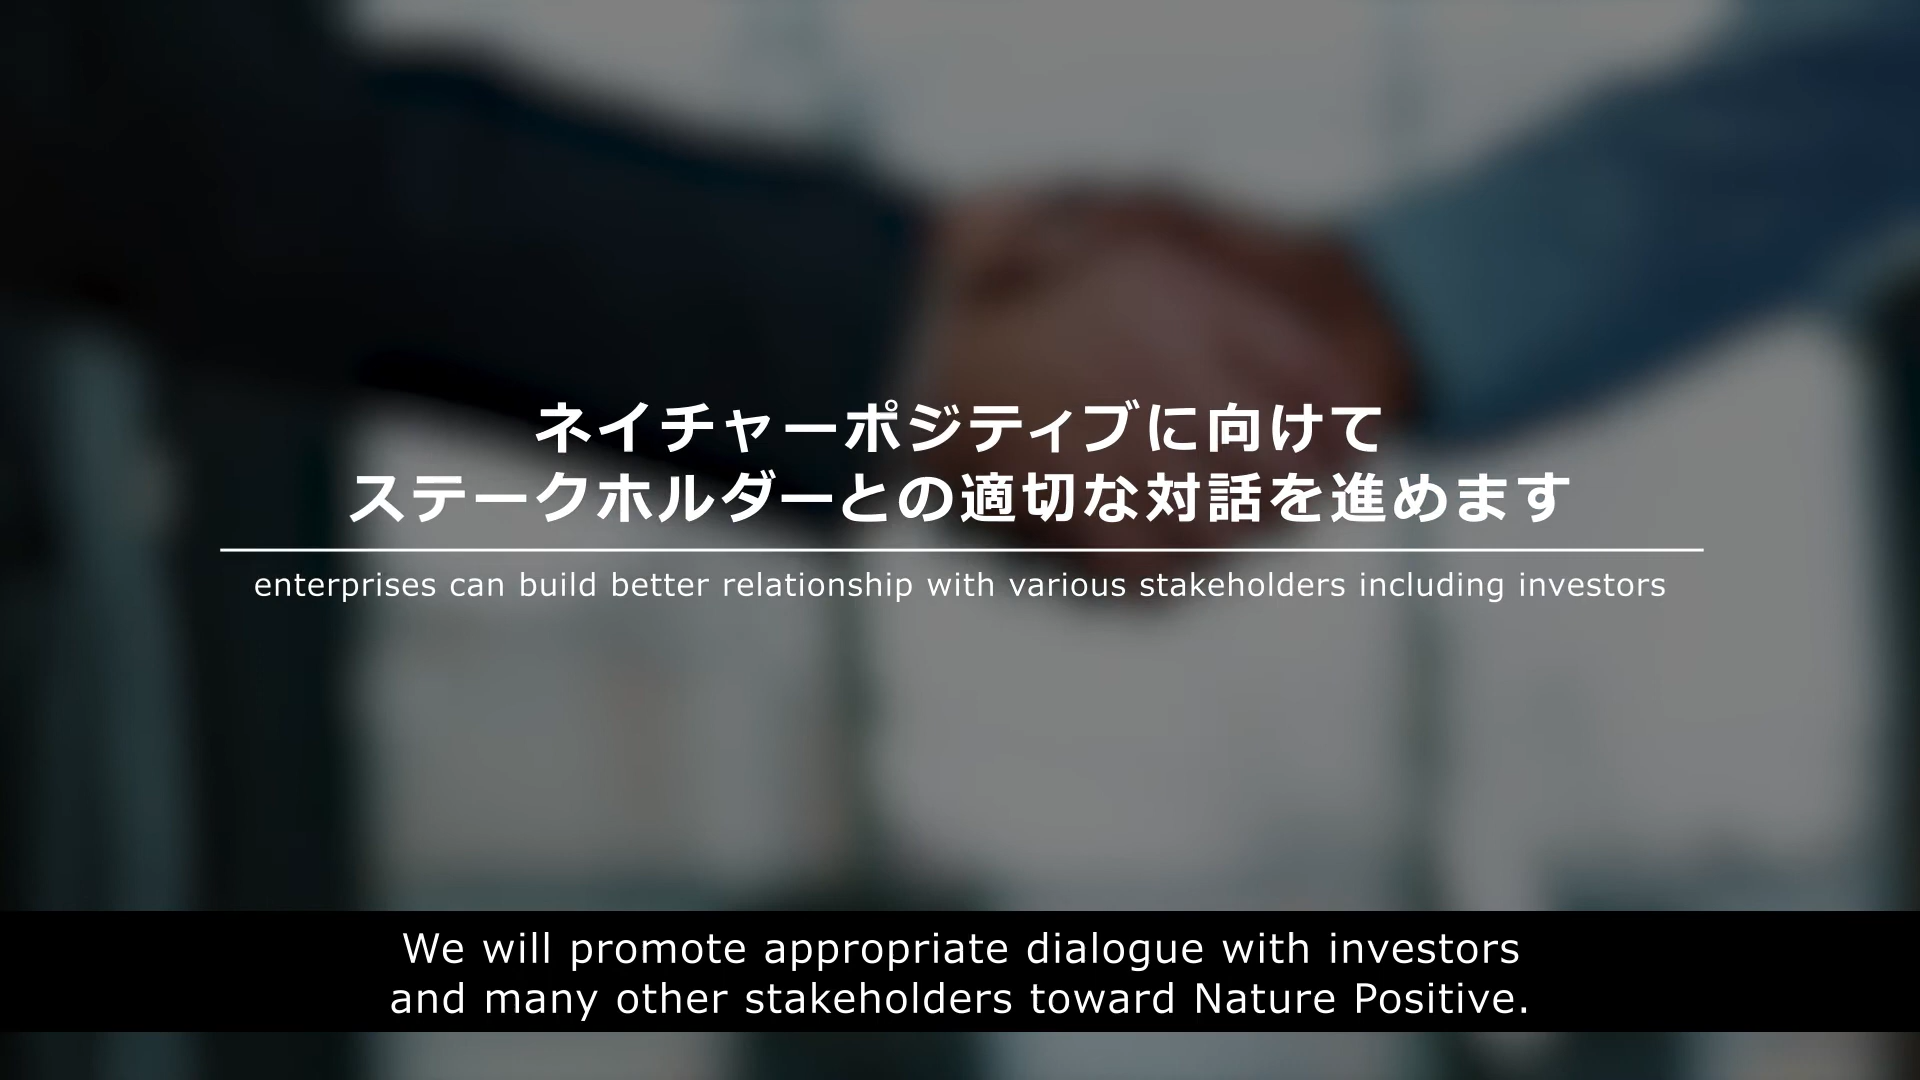 ネイチャーポジティブに向けて
ステークホルダーとの適切な対話を進めます
enterprises can build better relationship with various stakeholders including investors
We will promote appropriate dialogue with investors
and many other stakeholders toward Nature Positive.